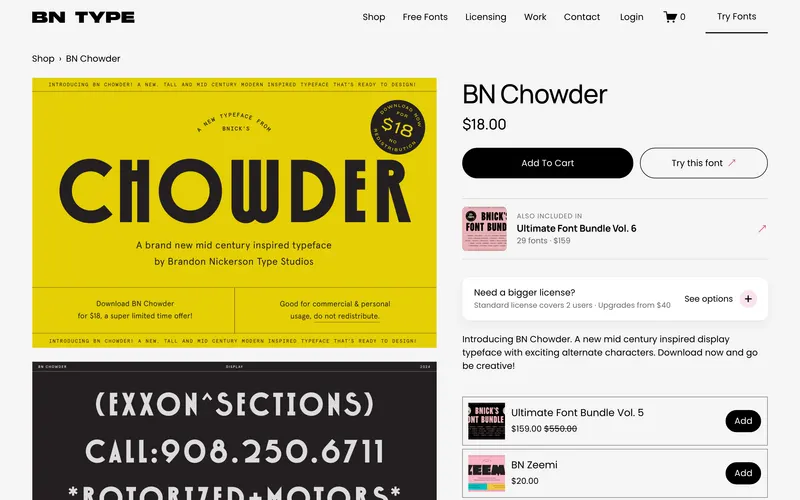 BN TYPE
Shop
Free Fonts
Licensing
Work
Contact
Login
0
Try Fonts
Shop › BN Chowder
INTRODUCING BN CHOWDER! A NEW, TALL AND MID CENTURY MODERN INSPIRED TYPEFACE THAT'S READY TO DESIGN!
A NEW TYPEFACE FROM
BNICK'S
DOWNLOAD NOW
FOR
$18
NO
REDISTRIBUTION
CHOWDER
A brand new mid century inspired typeface
by Brandon Nickerson Type Studios
Download BN Chowder
for $18, a super limited time offer!
Good for commercial & personal
usage, do not redistribute.
INTRODUCING BN CHOWDER! A NEW, TALL AND MID CENTURY MODERN INSPIRED TYPEFACE THAT'S READY TO DESIGN!
BN CHOWDER
DISPLAY
2024
(EXXON^SECTIONS)
CALL:908.250.6711
*ROTORIZED+MOTORS*
BN Chowder
$18.00
Add To Cart
Try this font ↗
BNICK'S
FONT BUND
ALSO INCLUDED IN
Ultimate Font Bundle Vol. 6
29 fonts · $159
↗
Need a bigger license?
Standard license covers 2 users · Upgrades from $40
See options +
Introducing BN Chowder. A new mid century inspired display
typeface with exciting alternate characters. Download now and go
be creative!
BNICK'S
FONT BUND
Ultimate Font Bundle Vol. 5
$159.00 $550.00
Add
ZEEM
BN Zeemi
$20.00
Add